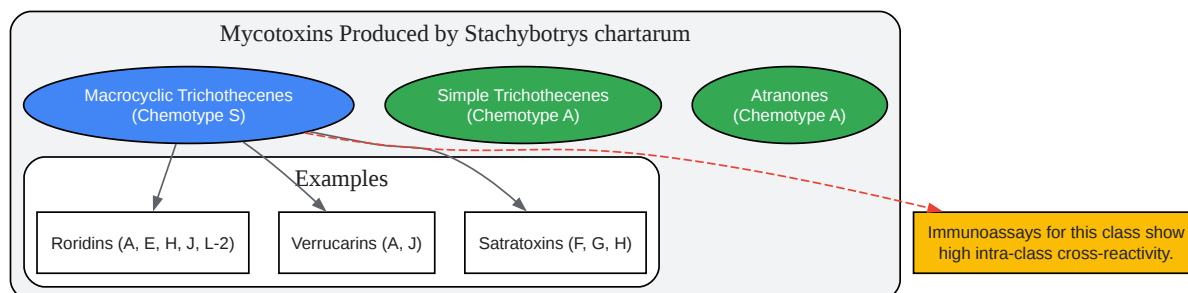 Mycotoxins Produced by Stachybotrys chartarum
Macrocyclic Trichothecenes
(Chemotype S)
Simple Trichothecenes
(Chemotype A)
Atranones
(Chemotype A)
Examples
Roridins (A, E, H, J, L-2)
Verrucarins (A, J)
Satratoxins (F, G, H)
Immunoassays for this class show
high intra-class cross-reactivity.